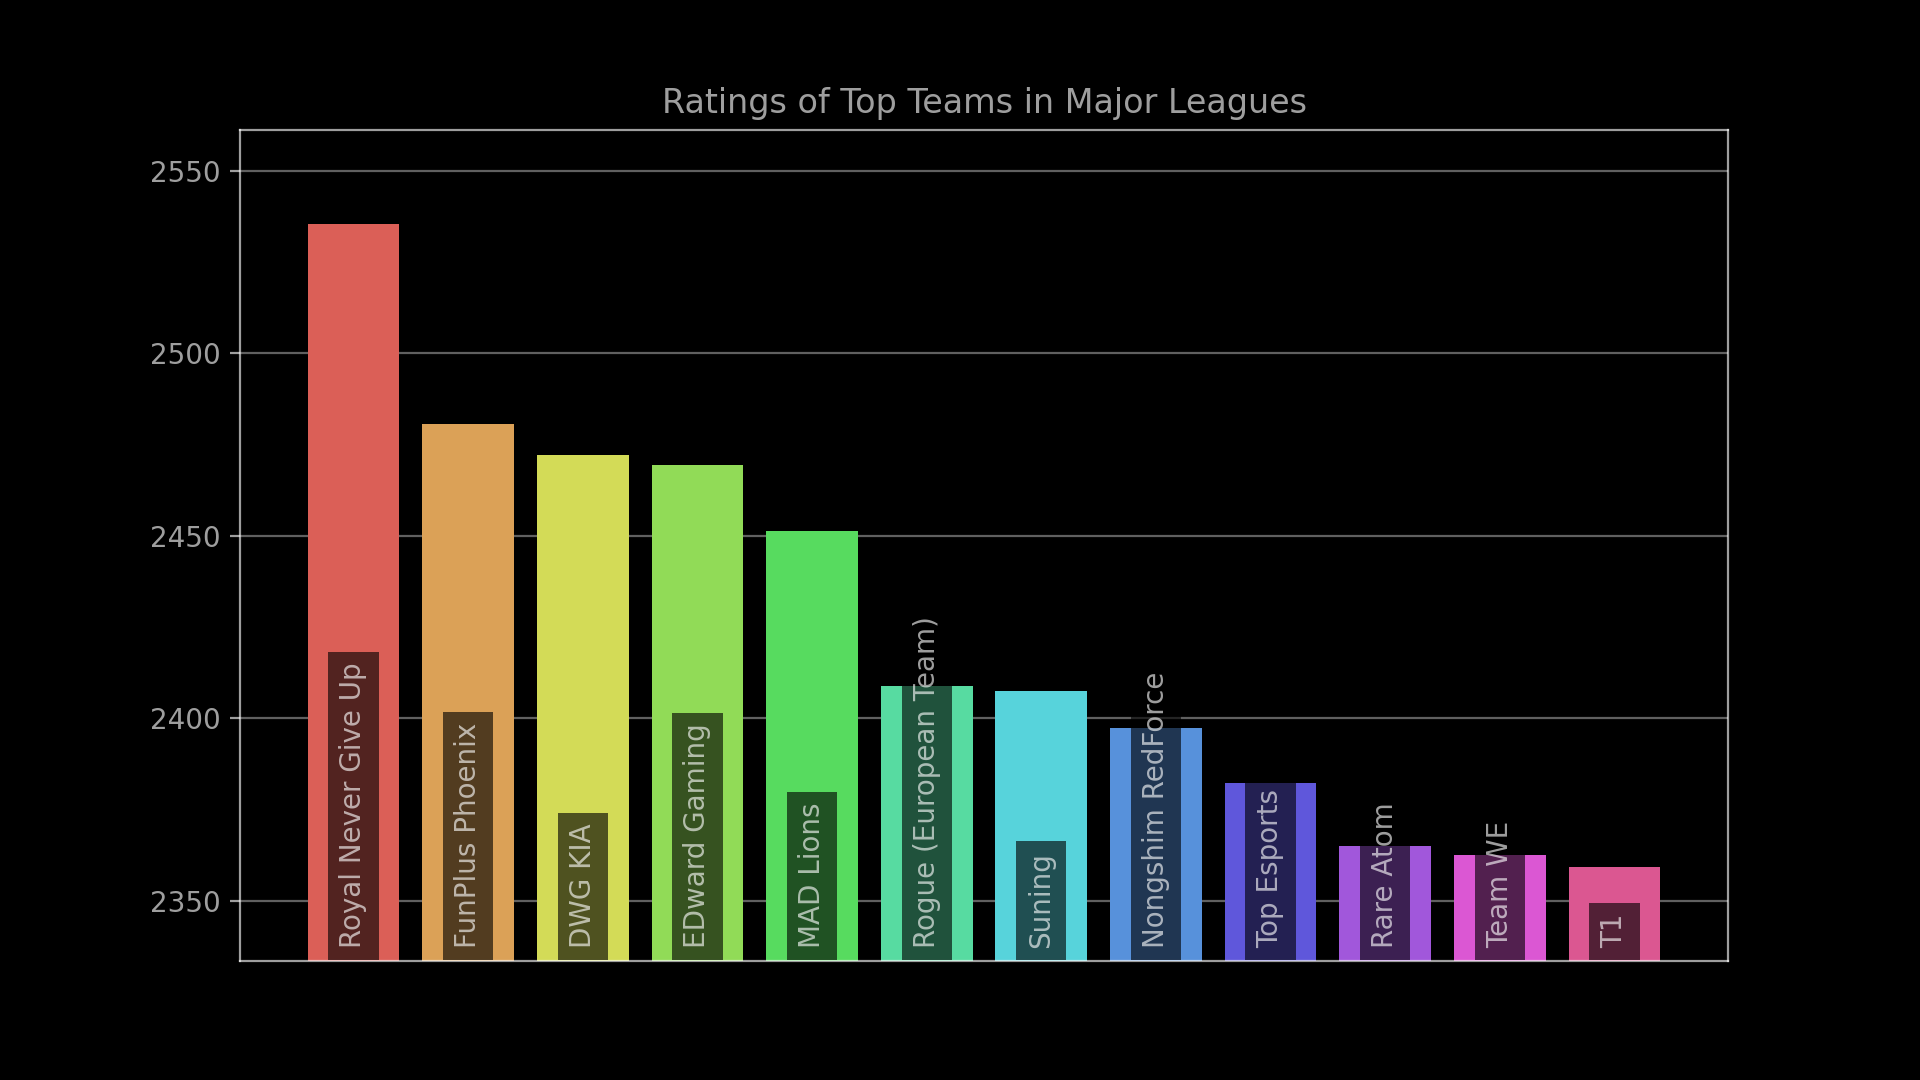 Ratings of Top Teams in Major Leagues
2550
2500
2450
2400
2350
Royal Never Give Up
FunPlus Phoenix
DWG KIA
EDward Gaming
MAD Lions
Rogue (European Team)
Suning
Nongshim RedForce
Top Esports
Rare Atom
Team WE
T1